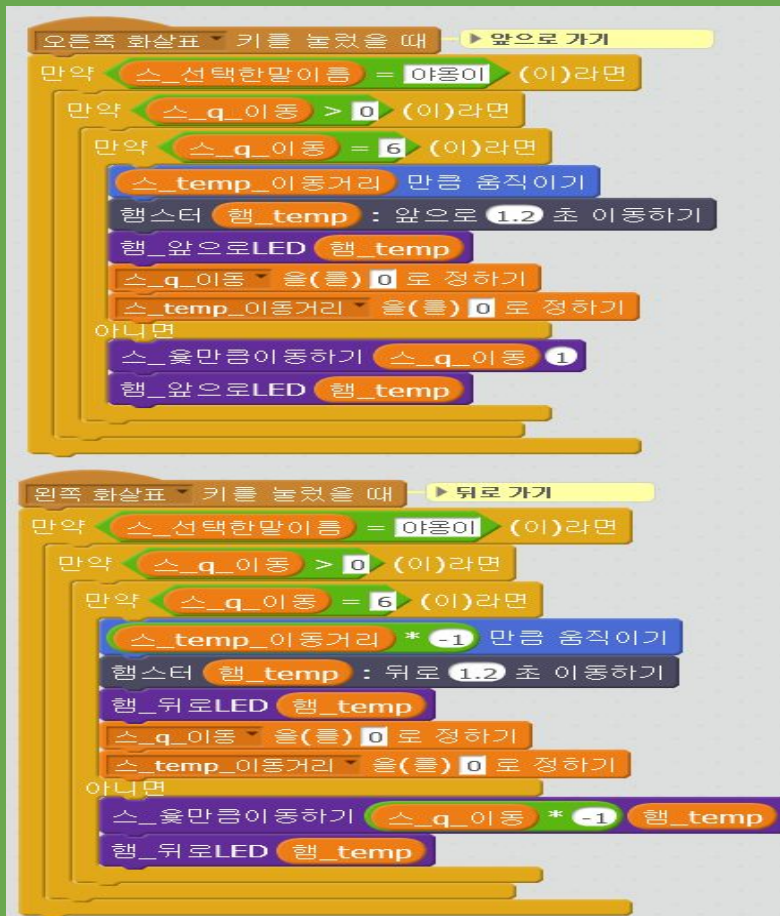 오른쪽 화살표 키를 눌렀을 때 앞으로 가기
만약 스_선택한말이름 = 야옹이 (이)라면
만약 스_q_이동 > 0 (이)라면
만약 스_q_이동 = 6 (이)라면
스_temp_이동거리 만큼 움직이기
햄스터 햄_temp : 앞으로 1.2 초 이동하기
햄_앞으로LED 햄_temp
스_q_이동 을(를) 0 로 정하기
스_temp_이동거리 을(를) 0 로 정하기
아니면
스_윷만큼이동하기 스_q_이동 1
햄_앞으로LED 햄_temp
왼쪽 화살표 키를 눌렀을 때 뒤로 가기
만약 스_선택한말이름 = 야옹이 (이)라면
만약 스_q_이동 > 0 (이)라면
만약 스_q_이동 = 6 (이)라면
스_temp_이동거리 * -1 만큼 움직이기
햄스터 햄_temp : 뒤로 1.2 초 이동하기
햄_뒤로LED 햄_temp
스_q_이동 을(를) 0 로 정하기
스_temp_이동거리 을(를) 0 로 정하기
아니면
스_윷만큼이동하기 스_q_이동 * -1 햄_temp
햄_뒤로LED 햄_temp